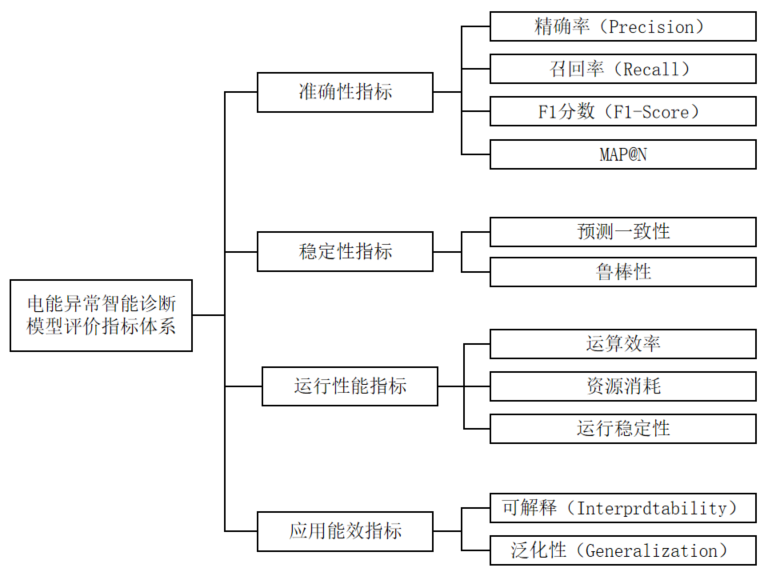 电能异常智能诊断
模型评价指标体系
准确性指标
精确率（Precision）
召回率（Recall）
F1分数（F1-Score）
MAP@N
稳定性指标
预测一致性
鲁棒性
运行性能指标
运算效率
资源消耗
运行稳定性
应用能效指标
可解释（Interprdtability）
泛化性（Generalization）